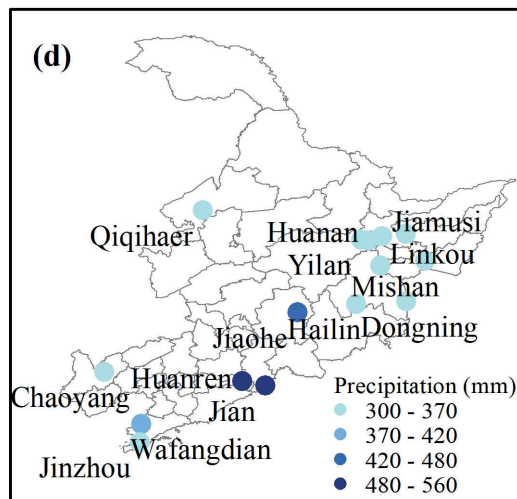 (d)
Qiqihaer
Huanan
Jiamusi
Yilan
Linkou
Mishan
Jiaohe
Hailin
Dongning
Chaoyang
Huanren
Jian
Wafangdian
Jinzhou
Precipitation (mm)
300 - 370
370 - 420
420 - 480
480 - 560